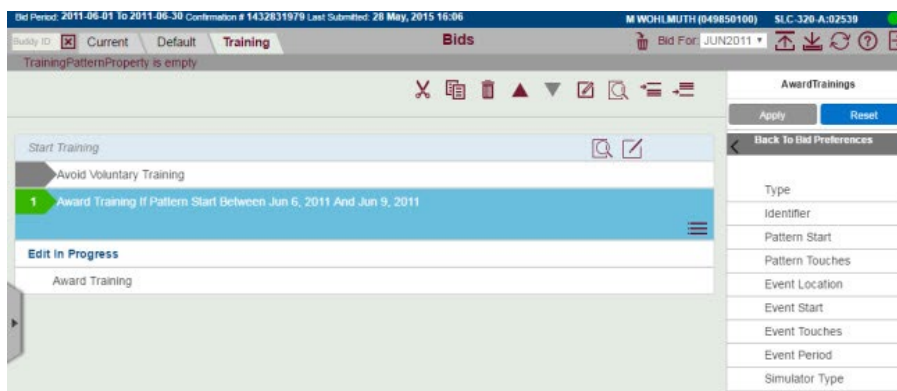 Bid Period: 2011-06-01 To 2011-06-30 Confirmation # 1432831979 Last Submitted: 28 May, 2015 16:06 M WOHLMUTH (049850100) SLC-320-A:02539
Buddy ID X Current Default Training Bids Bid For: JUN2011
TrainingPatternProperty is empty
AwardTrainings
Apply Reset
Start Training
Back To Bid Preferences
Avoid Voluntary Training
Type
1 Award Training If Pattern Start Between Jun 6, 2011 And Jun 9, 2011
Identifier
Pattern Start
Edit In Progress
Pattern Touches
Award Training
Event Location
Event Start
Event Touches
Event Period
Simulator Type